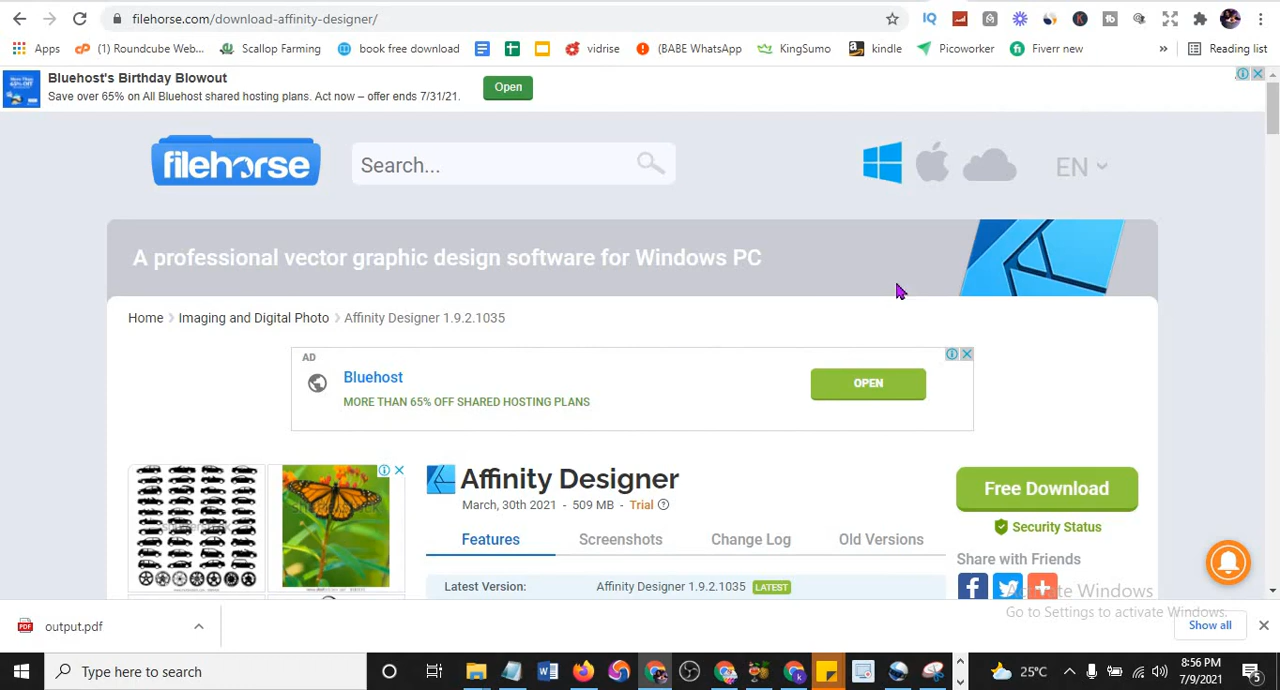 filehorse.com/download-affinity-designer/
Apps
(1) Roundcube Web...
Scallop Farming
book free download
vidrise
(BABE WhatsApp
KingSumo
kindle
Picoworker
Fiverr new
»
Reading list
Bluehost's Birthday Blowout
Save over 65% on All Bluehost shared hosting plans. Act now – offer ends 7/31/21.
Open
filehorse
Search...
EN
A professional vector graphic design software for Windows PC
Home > Imaging and Digital Photo > Affinity Designer 1.9.2.1035
AD
Bluehost
MORE THAN 65% OFF SHARED HOSTING PLANS
OPEN
Affinity Designer
March, 30th 2021 - 509 MB - Trial
Free Download
Security Status
Features
Screenshots
Change Log
Old Versions
Share with Friends
Latest Version:
Affinity Designer 1.9.2.1035
LATEST
Activate Windows
Go to Settings to activate Windows.
output.pdf
Show all
Type here to search
25°C
8:56 PM
7/9/2021
5